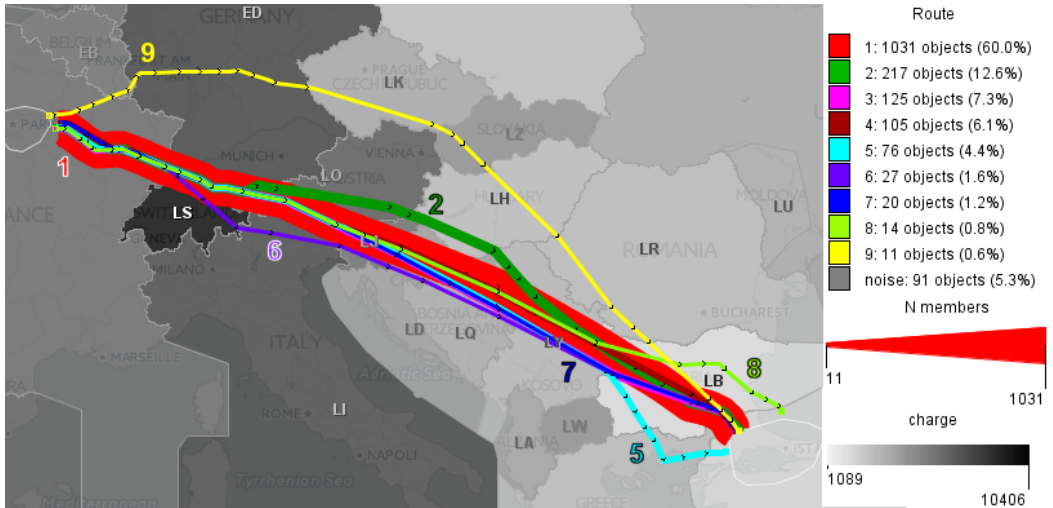 ED
GERMANY
BELGIUM
EB
9
FRANKFURT AM
PRAGUE
LK
CZECH REPUBLIC
LZ
SLOVAKIA
PAR
1
MUNICH
VIENNA
LO
AUSTRIA
2
LH
HUNGARY
MOLDOVA
LU
ANCE
LS
SWITZERLAND
GENEVA
6
LJ
LR
ROMANIA
MILANO
BUCHAREST
LD
LQ
BOSNIA A
HERZEGOVINA
LY
ITALY
MARSEILLE
Adriatic Sea
7
KOSOVO
LB
8
ROME
LI
LA
LW
5
ISTA
NAPOLI
Tyrrhenian Sea
GREECE
Mediterranean
Route
1: 1031 objects (60.0%)
2: 217 objects (12.6%)
3: 125 objects (7.3%)
4: 105 objects (6.1%)
5: 76 objects (4.4%)
6: 27 objects (1.6%)
7: 20 objects (1.2%)
8: 14 objects (0.8%)
9: 11 objects (0.6%)
noise: 91 objects (5.3%)
N members
11
1031
charge
1089
10406